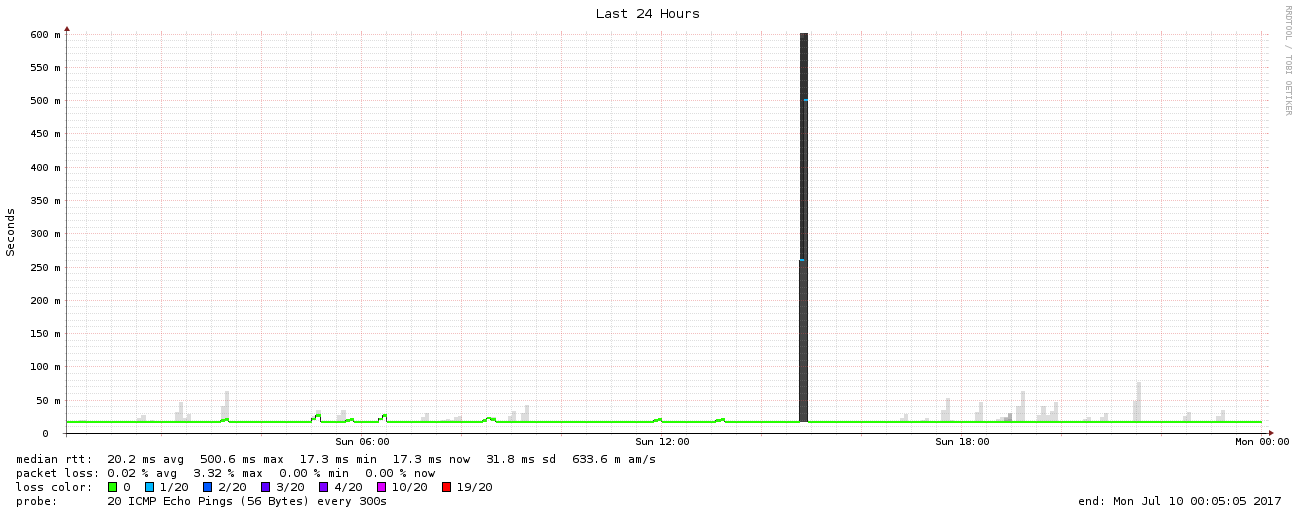 Last 24 Hours
RRDTOOL / TOBI OETIKER
Seconds
600 m
550 m
500 m
450 m
400 m
350 m
300 m
250 m
200 m
150 m
100 m
50 m
0
Sun 06:00 Sun 12:00 Sun 18:00 Mon 00:00
median rtt: 20.2 ms avg 500.6 ms max 17.3 ms min 17.3 ms now 31.8 ms sd 633.6 m am/s
packet loss: 0.02 % avg 3.32 % max 0.00 % min 0.00 % now
loss color: 0 1/20 2/20 3/20 4/20 10/20 19/20
probe: 20 ICMP Echo Pings (56 Bytes) every 300s end: Mon Jul 10 00:05:05 2017